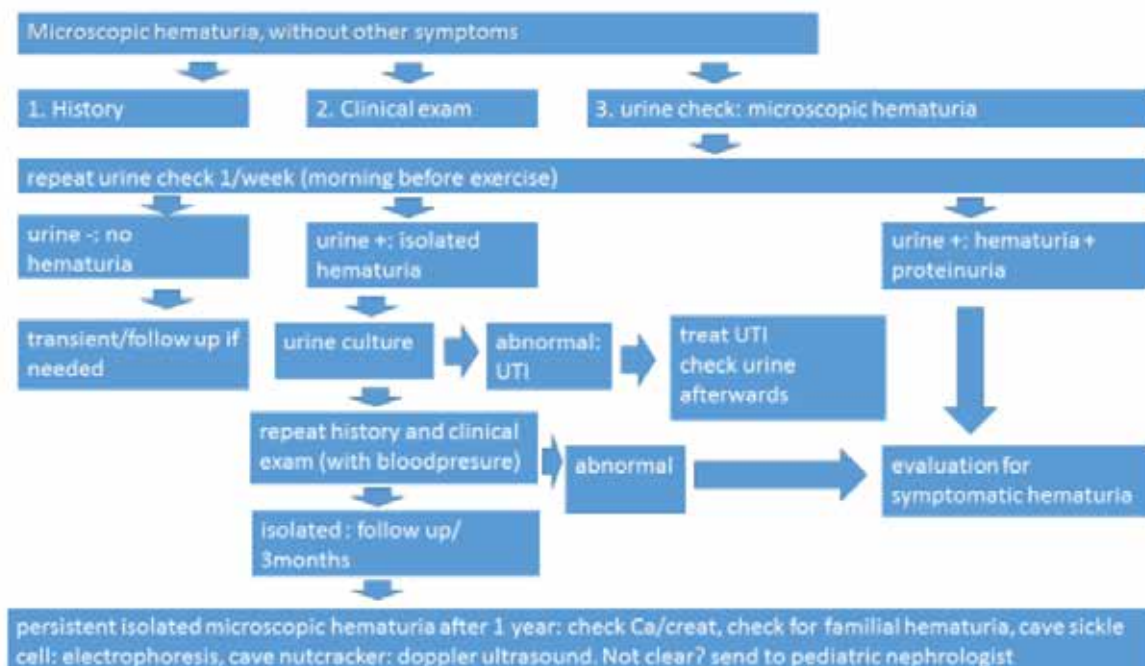 Microscopic hematuria, without other symptoms
1. History
2. Clinical exam
3. urine check: microscopic hematuria
repeat urine check 1/week (morning before exercise)
urine -: no
hematuria
urine +: isolated
hematuria
urine +: hematuria +
proteinuria
transient/follow up if
needed
urine culture
abnormal:
UTI
treat UTI
check urine
afterwards
repeat history and clinical
exam (with bloodpresure)
abnormal
evaluation for
symptomatic hematuria
isolated : follow up/
3months
persistent isolated microscopic hematuria after 1 year: check Ca/creat, check for familial hematuria, cave sickle
cell: electrophoresis, cave nutcracker: doppler ultrasound. Not clear? send to pediatric nephrologist